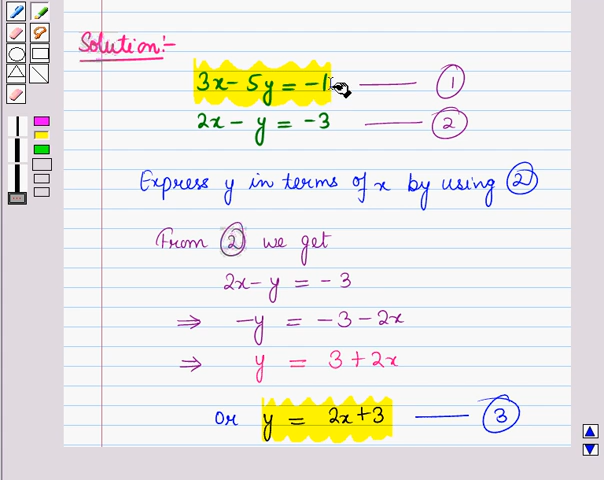 Solution:-
3x - 5y = -1 ——— ①
2x - y = -3 ——— ②
Express y in terms of x by using ②
From ② we get
2x - y = -3
⇒ -y = -3 - 2x
⇒ y = 3 + 2x
or y = 2x+3 ——— ③